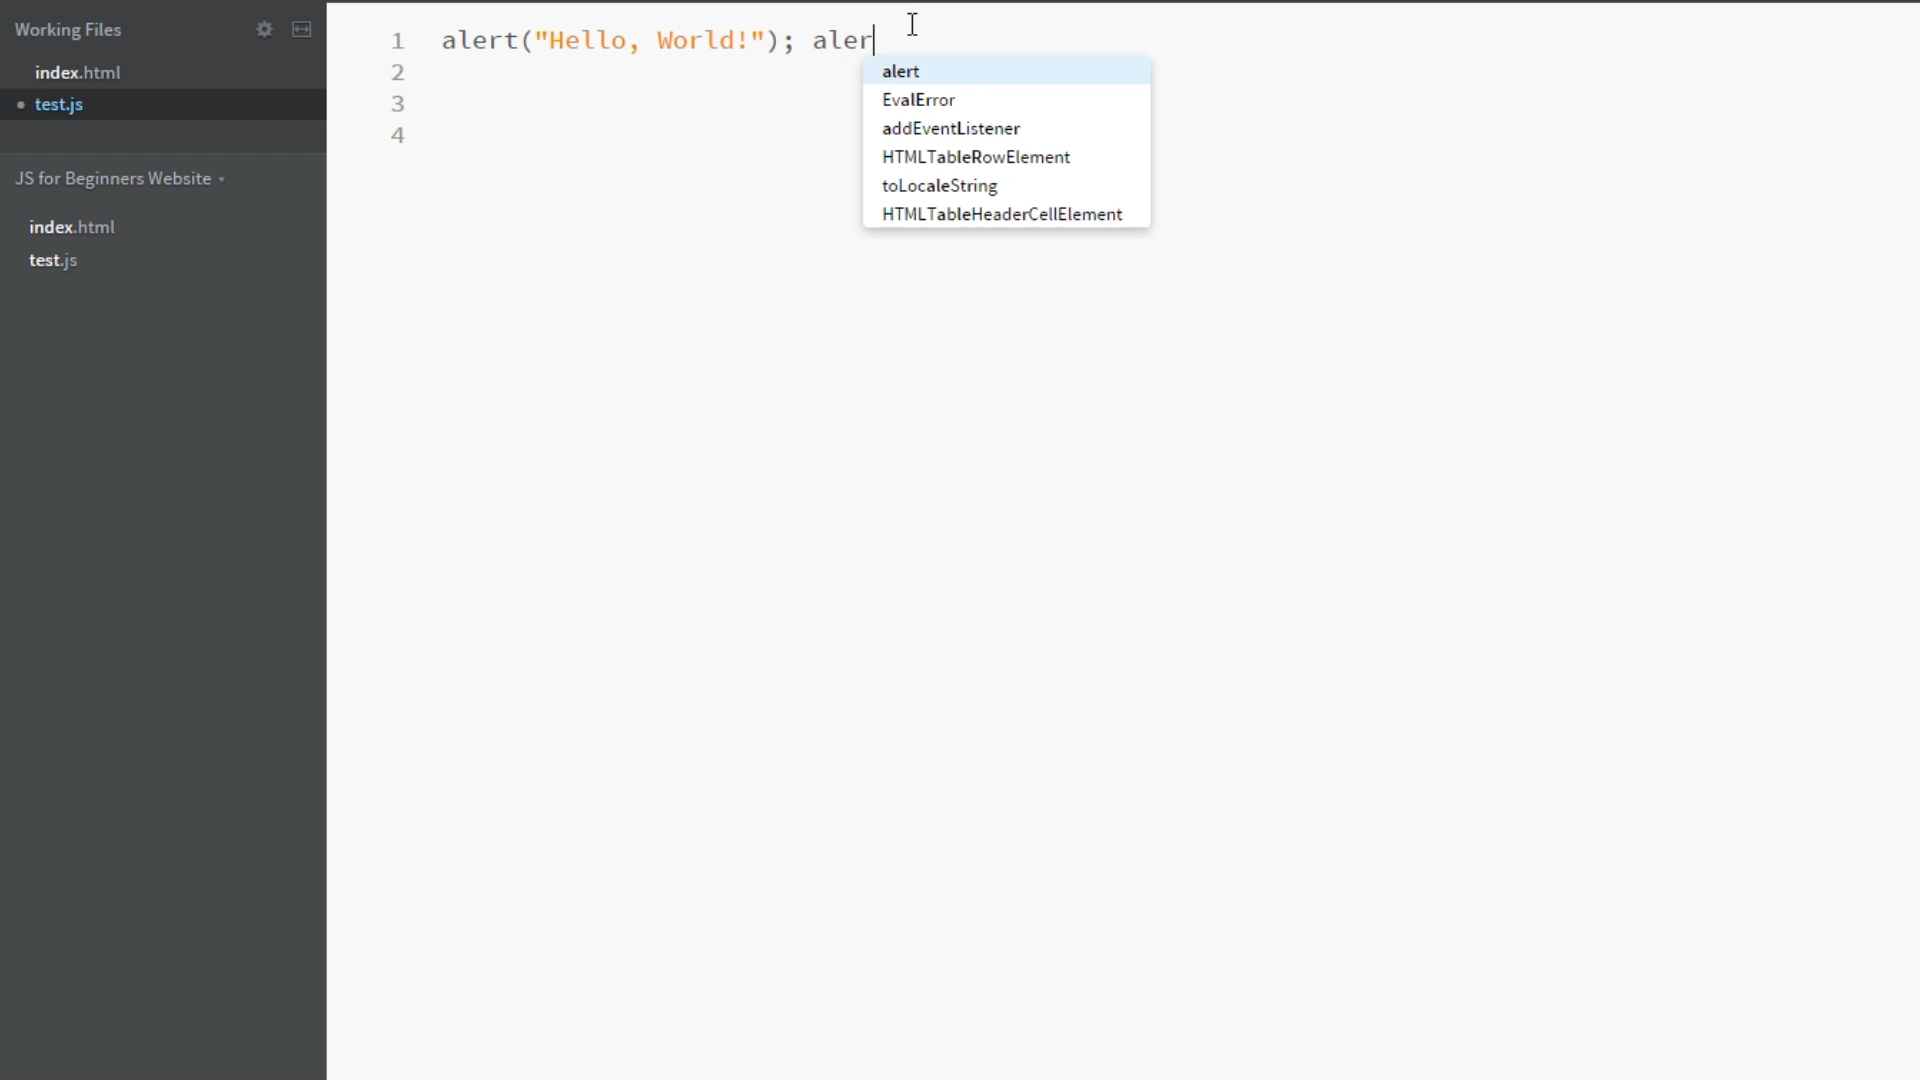 Working Files
index.html
test.js
JS for Beginners Website
index.html
test.js
1 alert("Hello, World!"); aler
2
3
4
alert
EvalError
addEventListener
HTMLTableRowElement
toLocaleString
HTMLTableHeaderCellElement